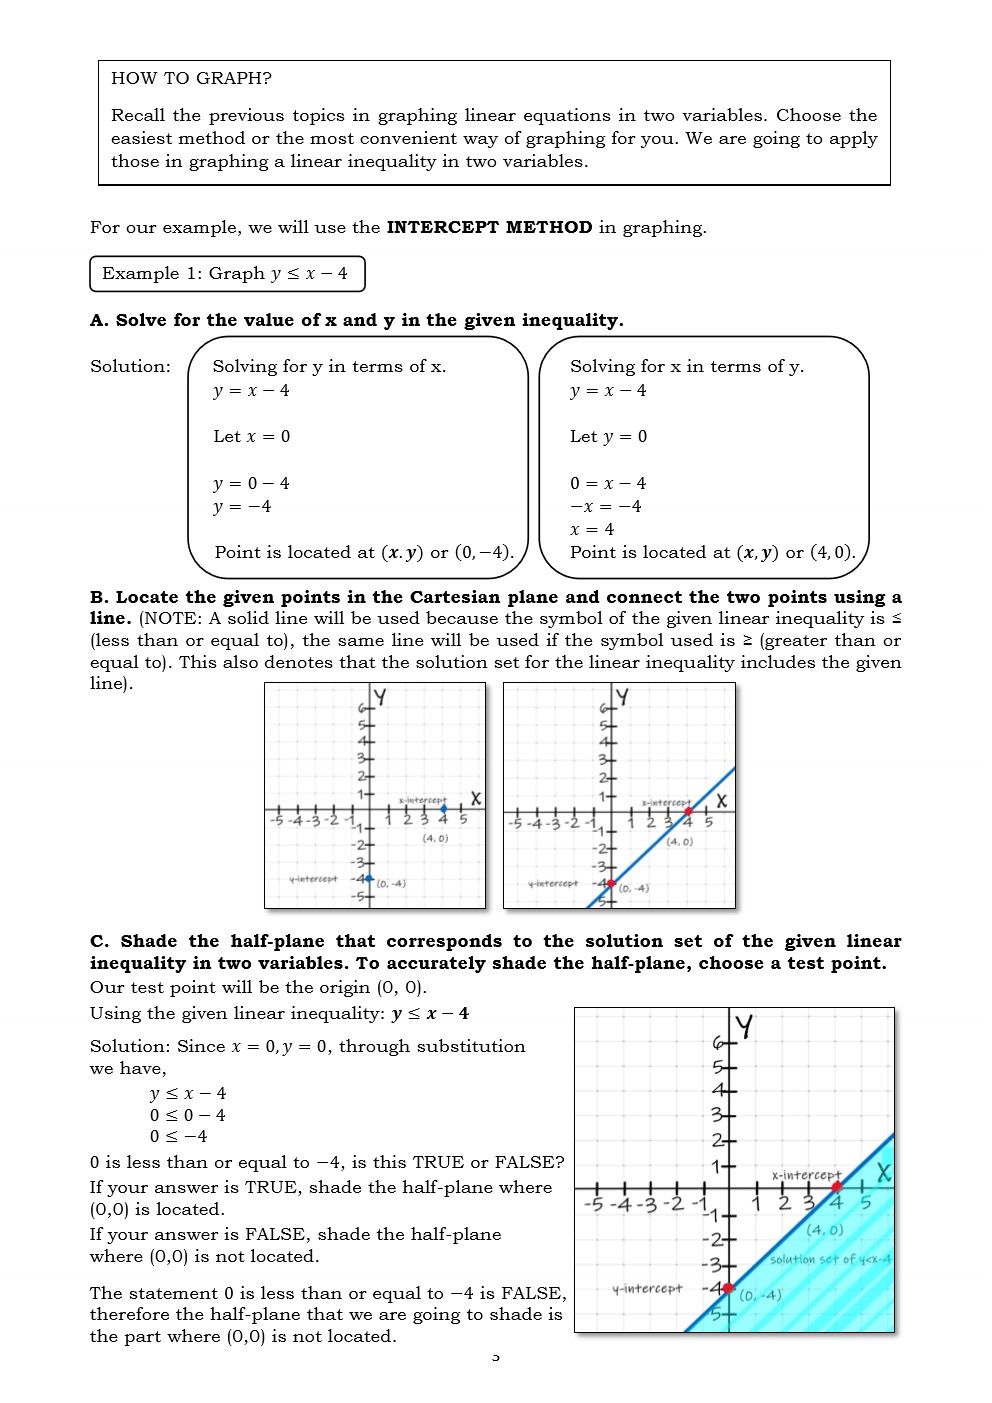 HOW TO GRAPH?
Recall the previous topics in graphing linear equations in two variables. Choose the
easiest method or the most convenient way of graphing for you. We are going to apply
those in graphing a linear inequality in two variables.
For our example, we will use the INTERCEPT METHOD in graphing.
Example 1: Graph y ≤ x − 4
A. Solve for the value of x and y in the given inequality.
Solution:
Solving for y in terms of x.
y = x − 4
Let x = 0
y = 0 − 4
y = −4
Point is located at (x.y) or (0,−4).
Solving for x in terms of y.
y = x − 4
Let y = 0
0 = x − 4
−x = −4
x = 4
Point is located at (x,y) or (4,0).
B. Locate the given points in the Cartesian plane and connect the two points using a
line. (NOTE: A solid line will be used because the symbol of the given linear inequality is ≤
(less than or equal to), the same line will be used if the symbol used is ≥ (greater than or
equal to). This also denotes that the solution set for the linear inequality includes the given
line).
Y
6
5
4
3
2
1
x-intercept X
-5 -4 -3 -2 -1 1 2 3 4 5
-1
(4, 0)
-2
-3
y-intercept -4 (0, -4)
-5
Y
6
5
4
3
2
1
x-intercept X
-5 -4 -3 -2 -1 1 2 3 4 5
-1
(4, 0)
-2
-3
y-intercept -4 (0, -4)
5
C. Shade the half-plane that corresponds to the solution set of the given linear
inequality in two variables. To accurately shade the half-plane, choose a test point.
Our test point will be the origin (0, 0).
Using the given linear inequality: y ≤ x − 4
Solution: Since x = 0,y = 0, through substitution
we have,
y ≤ x − 4
0 ≤ 0 − 4
0 ≤ −4
0 is less than or equal to −4, is this TRUE or FALSE?
If your answer is TRUE, shade the half-plane where
(0,0) is located.
If your answer is FALSE, shade the half-plane
where (0,0) is not located.
The statement 0 is less than or equal to −4 is FALSE,
therefore the half-plane that we are going to shade is
the part where (0,0) is not located.
Y
6
5
4
3
2
1
x-intercept X
-5 -4 -3 -2 -1 1 2 3 4 5
-1
(4, 0)
-2
-3 solution set of y<x-4
y-intercept -4 (0, -4)
5